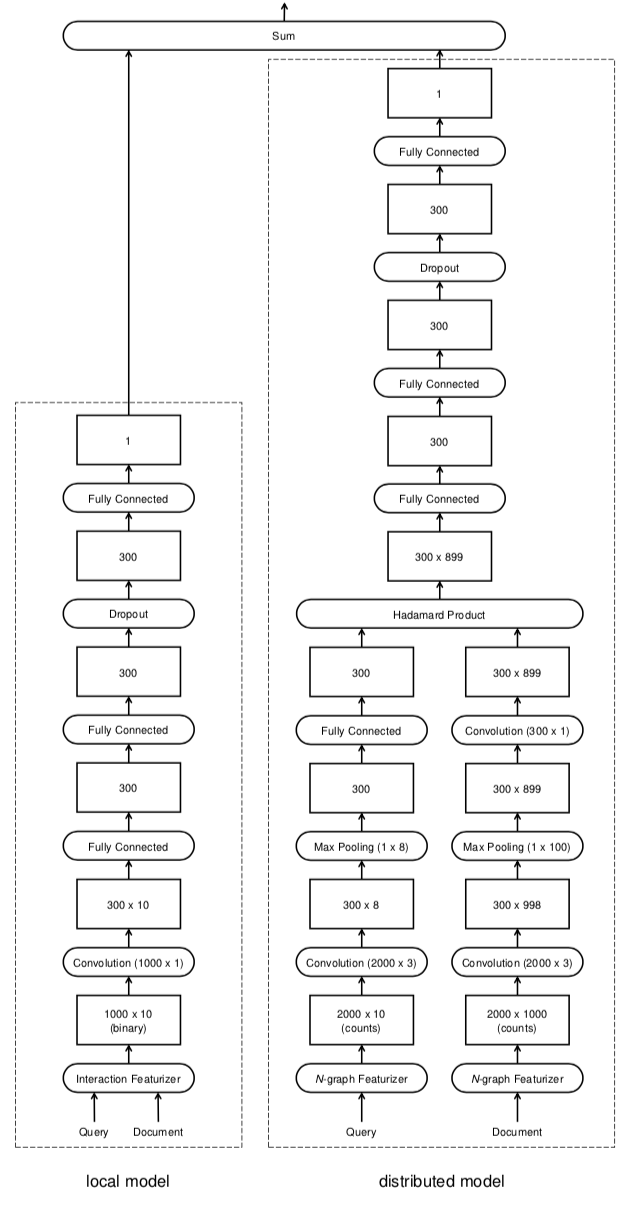 Sum
1
Fully Connected
300
Dropout
300
Fully Connected
300
Fully Connected
300 x 899
Hadamard Product
300
Fully Connected
300
Max Pooling (1 x 8)
300 x 8
Convolution (2000 x 3)
2000 x 10
(counts)
N-graph Featurizer
Query
300 x 899
Convolution (300 x 1)
300 x 899
Max Pooling (1 x 100)
300 x 998
Convolution (2000 x 3)
2000 x 1000
(counts)
N-graph Featurizer
Document
distributed model
1
Fully Connected
300
Dropout
300
Fully Connected
300
Fully Connected
300 x 10
Convolution (1000 x 1)
1000 x 10
(binary)
Interaction Featurizer
Query
Document
local model